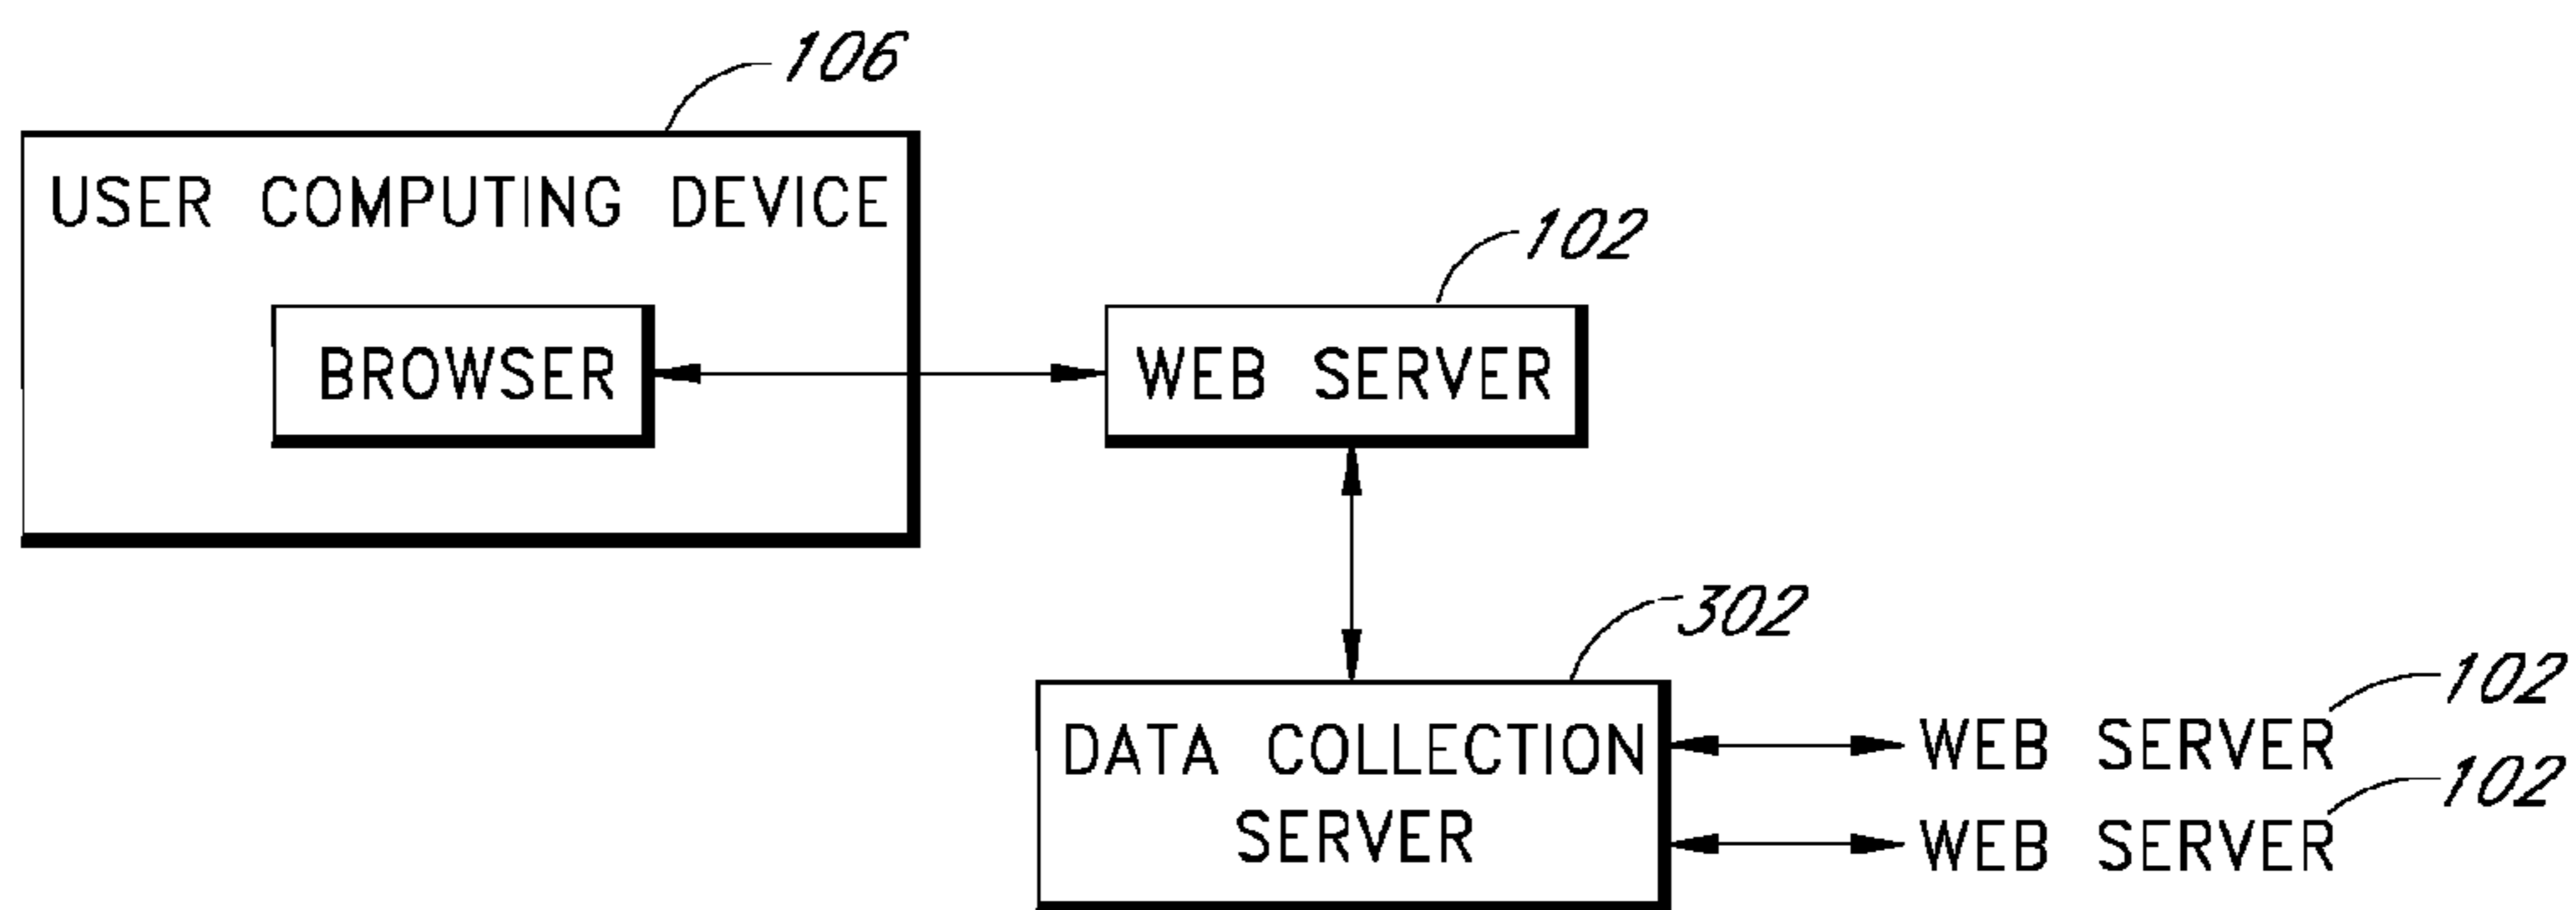 106
USER COMPUTING DEVICE
102
BROWSER
WEB SERVER
302
102
DATA COLLECTION
SERVER
WEB SERVER
102
WEB SERVER